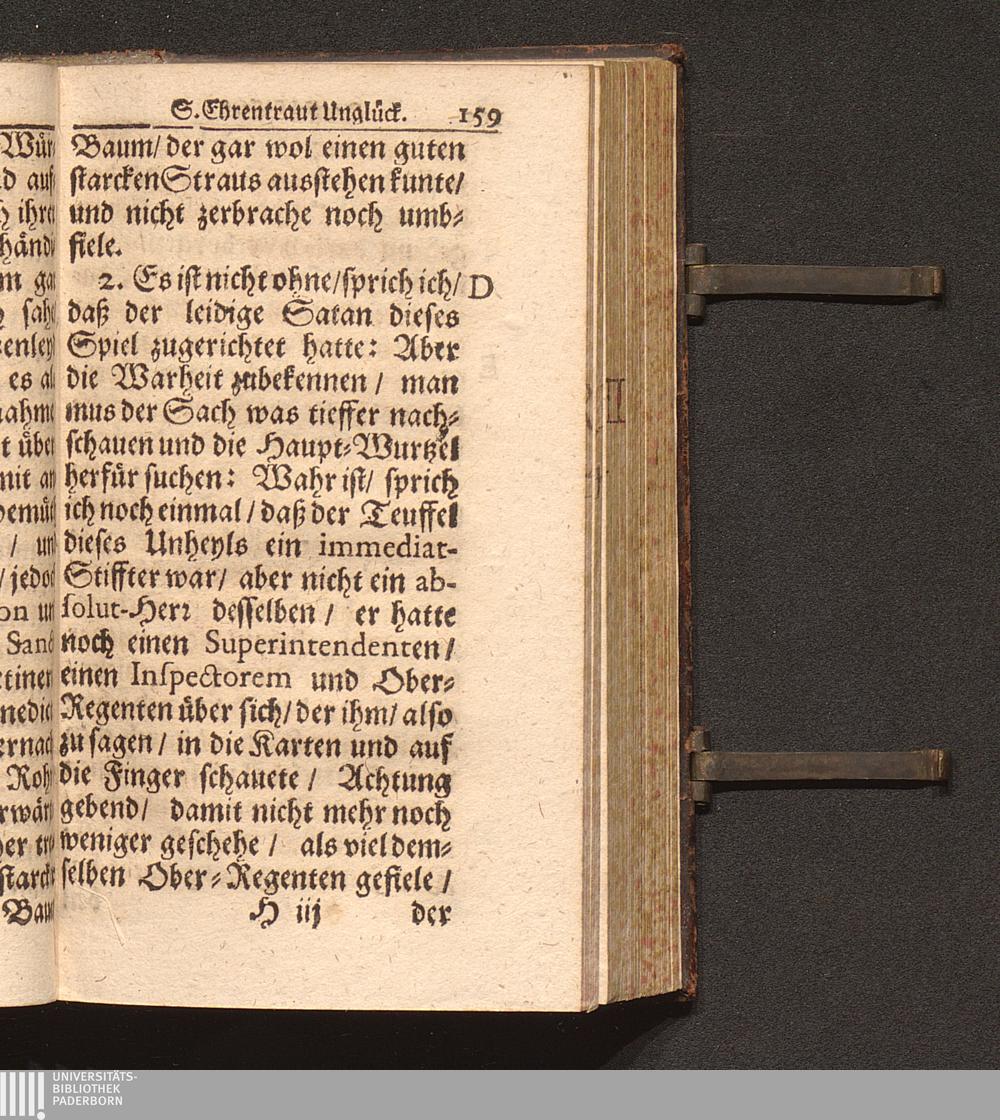 S. Ehrentraut Unglück. 159
Baum/ der gar wol einen guten
starcken Straus ausstehen kunte/
und nicht zerbrache noch umb⸗
fiele.
2. Es ist nicht ohne/ sprich ich/ D
daß der leidige Satan dieses
Spiel zugerichtet hatte: Aber
die Warheit zubekennen / man
mus der Sach was tieffer nach⸗
schauen und die Haupt⸗Wurtzel
herfür suchen: Wahr ist/ sprich
ich noch einmal / daß der Teuffel
dieses Unheyls ein immediat-
Stiffter war/ aber nicht ein ab-
solut-Herr desselben / er hatte
noch einen Superintendenten /
einen Inspectorem und Ober⸗
Regenten über sich/ der ihm/ also
zu sagen / in die Karten und auf
die Finger schauete / Achtung
gebend/ damit nicht mehr noch
weniger geschehe / als viel dem⸗
selben Ober⸗Regenten gefiele /
H iij der
UNIVERSITÄTS-
BIBLIOTHEK
PADERBORN